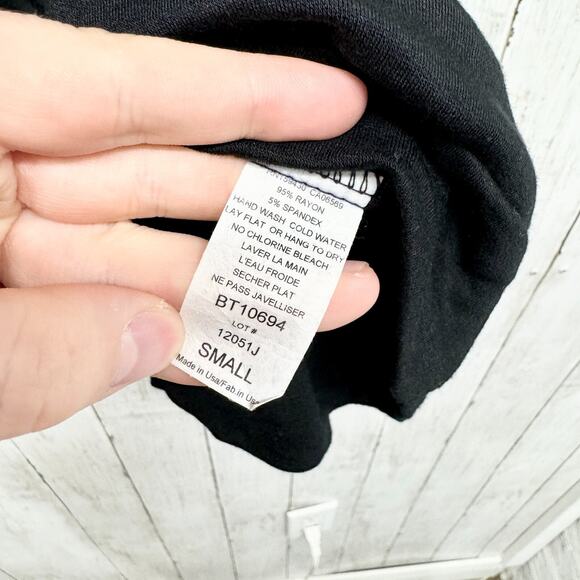 CA06569
95% RAYON
5% SPANDEX
HAND WASH COLD WATER
LAY FLAT OR HANG TO DRY
NO CHLORINE BLEACH
LAVER LA MAIN
L'EAU FROIDE
SECHER PLAT
NE PASS JAVELLISER
BT10694
LOT #
12051J
SMALL
Made in Usa/Fab.in Usa